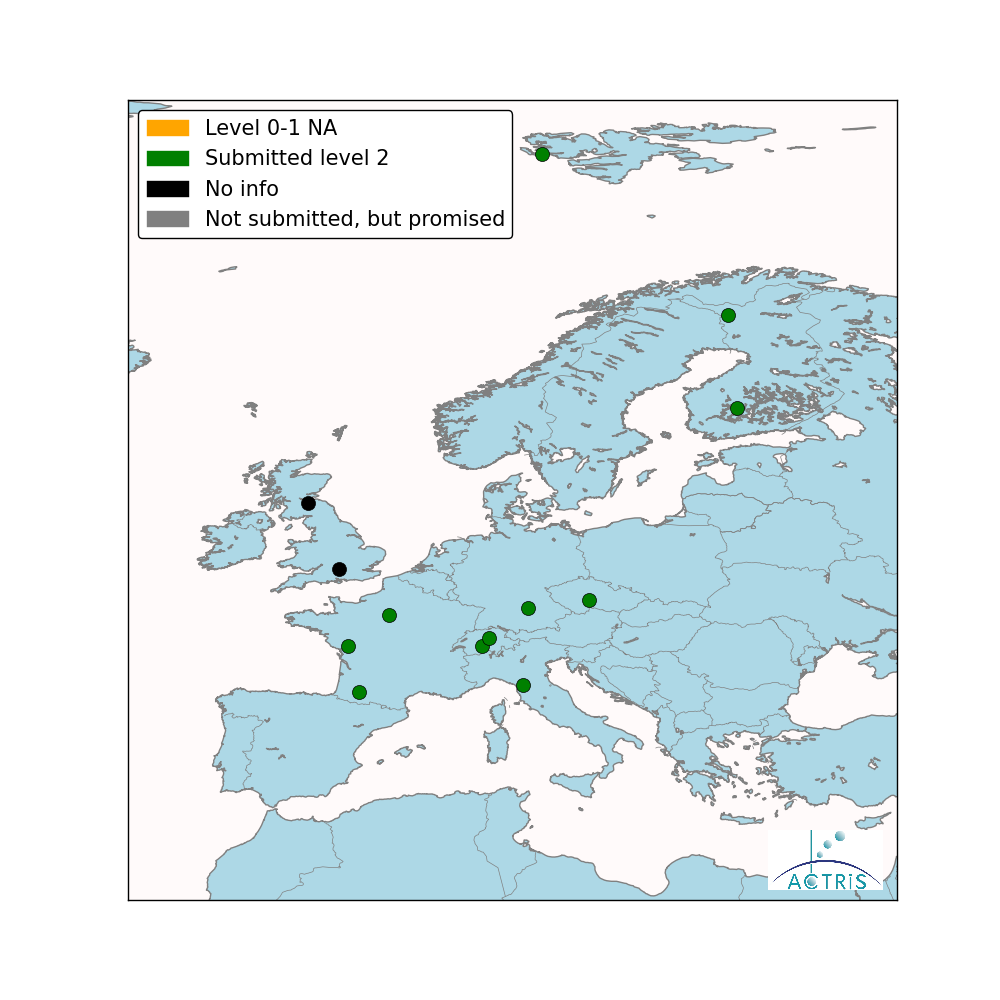 Level 0-1 NA
Submitted level 2
No info
Not submitted, but promised
ACTRiS